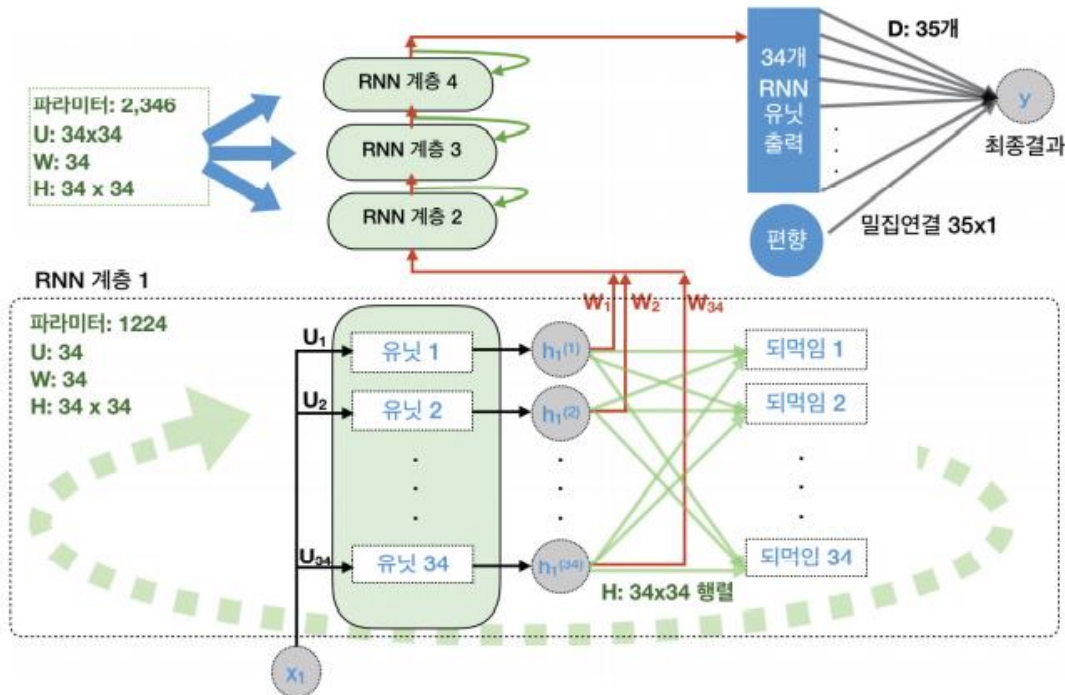 D: 35개
34개
RNN
유닛
출력
y
최종결과
RNN 계층 4
파라미터: 2,346
U: 34x34
W: 34
H: 34 x 34
RNN 계층 3
RNN 계층 2
편향
밀집연결 35x1
RNN 계층 1
W1 W2 W34
파라미터: 1224
U: 34
W: 34
H: 34 x 34
U1
유닛 1
h1(1)
되먹임 1
U2
유닛 2
h1(2)
되먹임 2
U34
유닛 34
h1(34)
되먹임 34
H: 34x34 행렬
x1